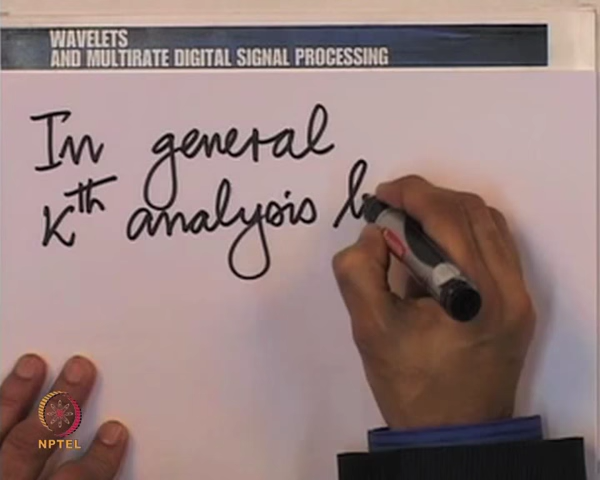 WAVELETS
AND MULTIRATE DIGITAL SIGNAL PROCESSING
In general
Kth analysis
NPTEL